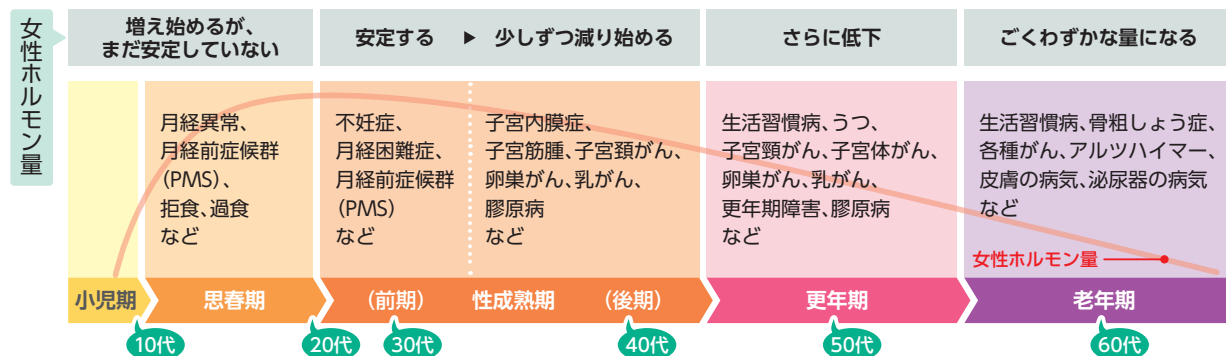 女性ホルモン量
増え始めるが、
まだ安定していない
安定する ▶ 少しずつ減り始める
さらに低下
ごくわずかな量になる
月経異常、
月経前症候群
(PMS)、
拒食、過食
など
不妊症、
月経困難症、
月経前症候群
(PMS)
など
子宮内膜症、
子宮筋腫、子宮頚がん、
卵巣がん、乳がん、
膠原病
など
生活習慣病、うつ、
子宮頸がん、子宮体がん、
卵巣がん、乳がん、
更年期障害、膠原病
など
生活習慣病、骨粗しょう症、
各種がん、アルツハイマー、
皮膚の病気、泌尿器の病気
など
女性ホルモン量
小児期
思春期
(前期) 性成熟期 (後期)
更年期
老年期
10代
20代
30代
40代
50代
60代